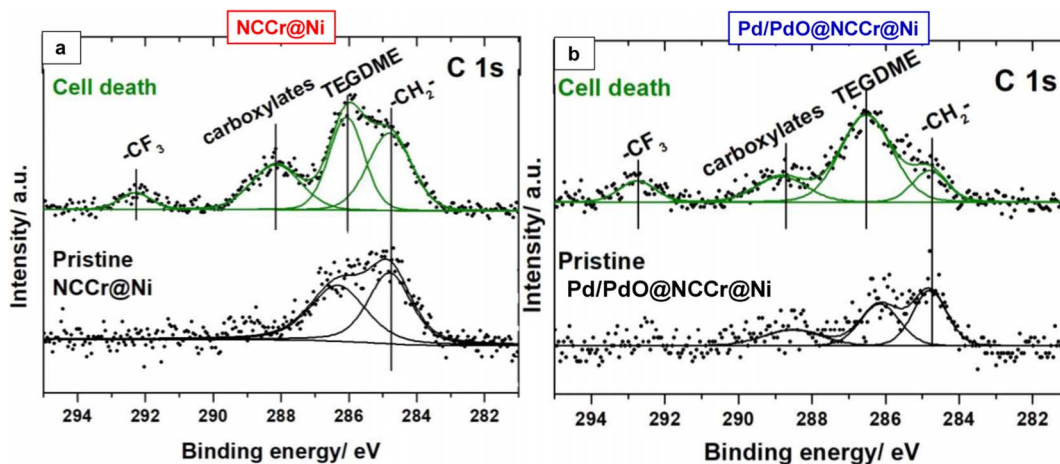 NCCr@Ni
a
C 1s
Cell death
-CF3
carboxylates
TEGDME
-CH2-
Pristine
NCCr@Ni
Intensity/ a.u.
294 292 290 288 286 284 282
Binding energy/ eV
Pd/PdO@NCCr@Ni
b
C 1s
Cell death
-CF3
carboxylates
TEGDME
-CH2-
Pristine
Pd/PdO@NCCr@Ni
Intensity/ a.u.
294 292 290 288 286 284 282
Binding energy/ eV